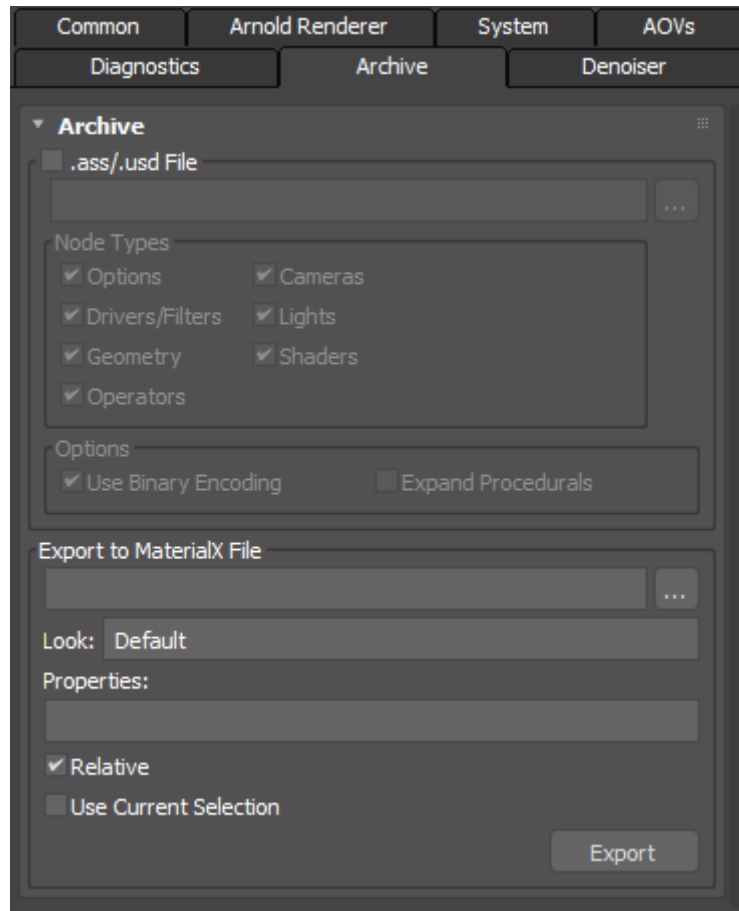 Common Arnold Renderer System AOVs
Diagnostics Archive Denoiser
Archive
.ass/.usd File
...
Node Types
Options Cameras
Drivers/Filters Lights
Geometry Shaders
Operators
Options
Use Binary Encoding Expand Procedurals
Export to MaterialX File
...
Look: Default
Properties:
Relative
Use Current Selection
Export